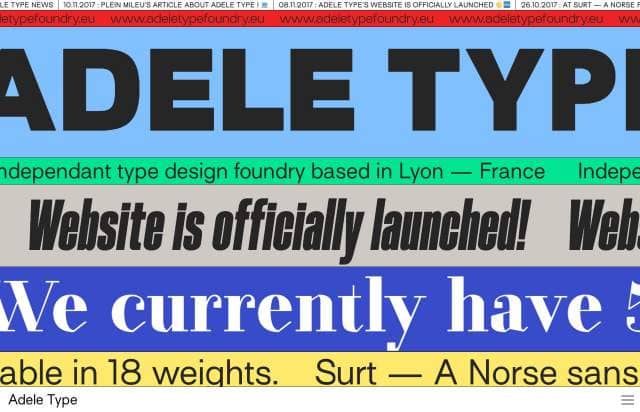 LE TYPE NEWS 10.11.2017 : PLEIN MILEU'S ARTICLE ABOUT ADELE TYPE ! 08.11.2017 : ADELE TYPE'S WEBSITE IS OFFICIALLY LAUNCHED 26.10.2017 : AT SURT — A NORSE
www.adeletypefoundry.eu www.adeletypefoundry.eu www.adeletypefoundry.eu www.adeletypefoundry.eu www
ADELE TYPE
ndependant type design foundry based in Lyon — France Indepe
Website is officially launched! Webs
We currently have 5
able in 18 weights. Surt — A Norse sans
Adele Type